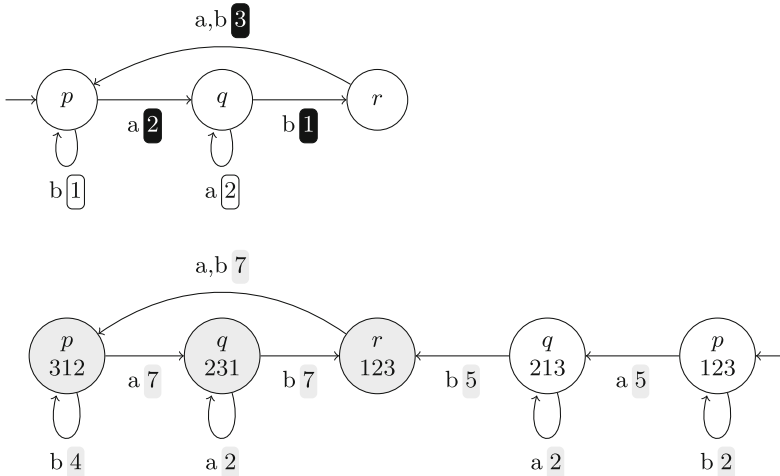 a,b 3
p q r
a 2 b 1
b 1 a 2
a,b 7
p q r q p
312 231 123 213 123
a 7 b 7 b 5 a 5
b 4 a 2 a 2 b 2